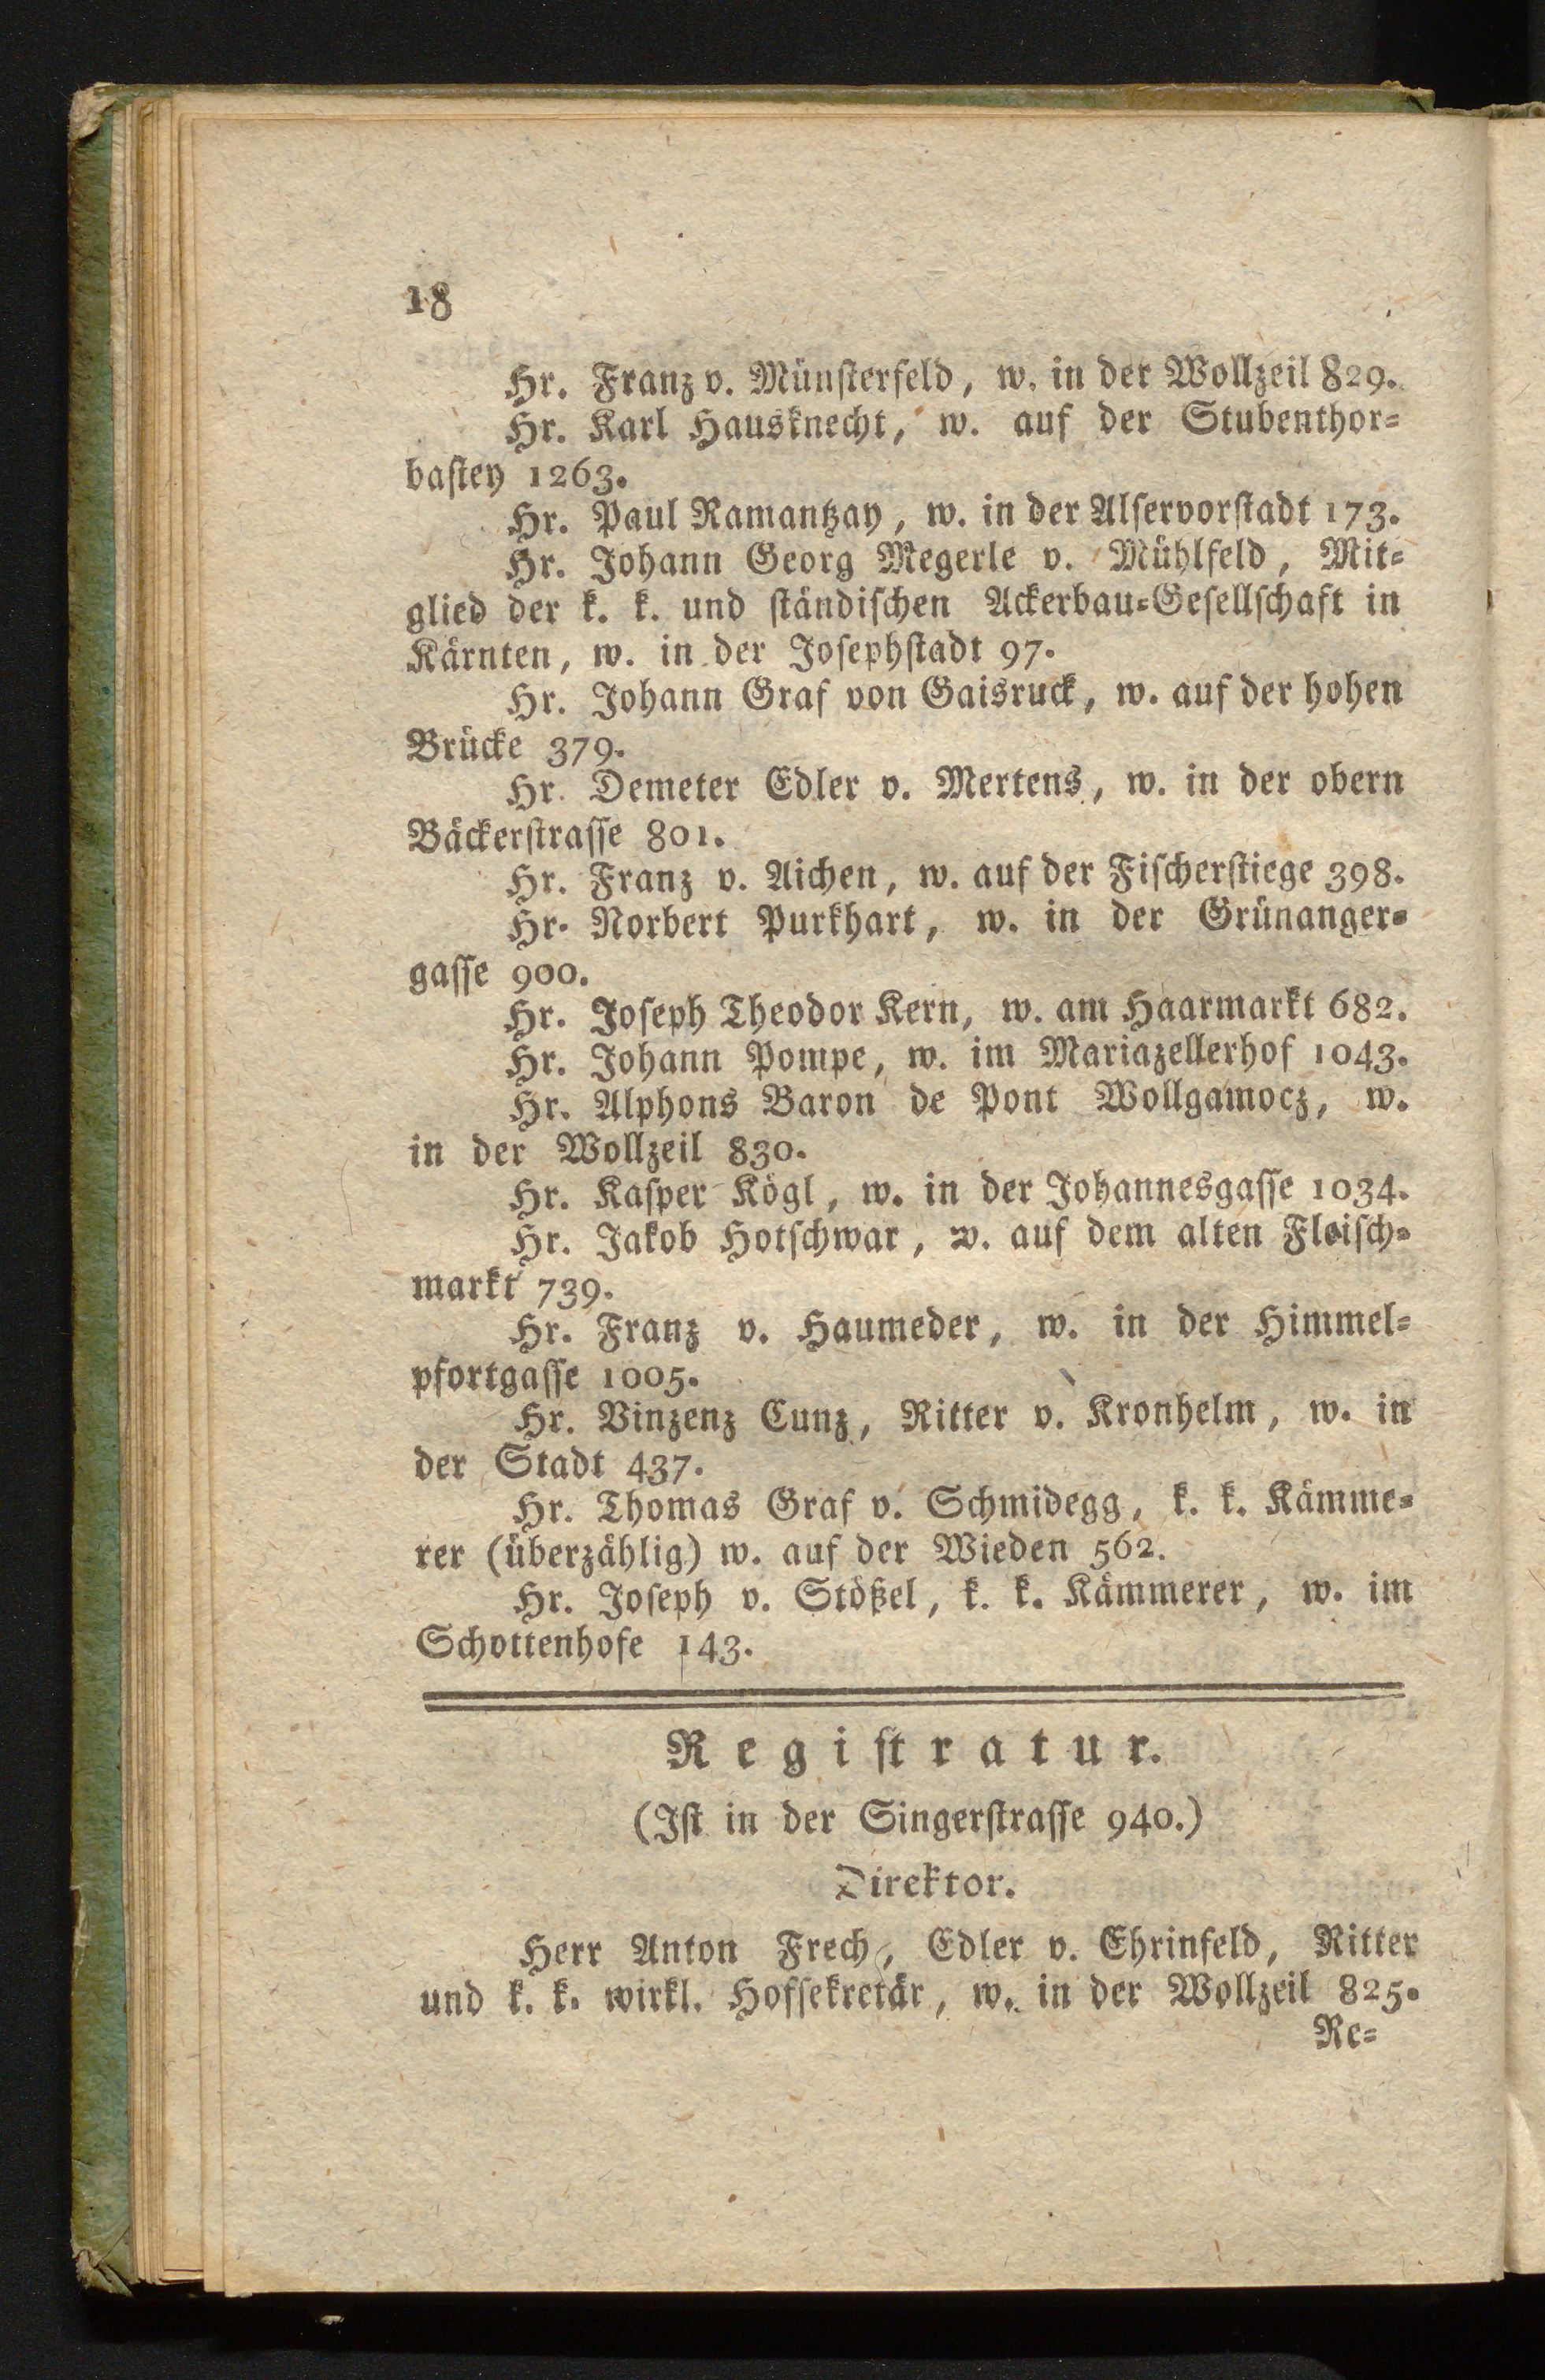 18
Hr. Franz v. Münsterfeld, w. in der Wollzeil 829.
Hr. Karl Hausknecht, w. auf der Stubenthor=
bastey 1263.
Hr. Paul Ramantzay, w. in der Alservorstadt 173.
Hr. Johann Georg Megerle v. Mühlfeld, Mit=
glied der k. k. und ständischen Ackerbau=Gesellschaft in
Kärnten, w. in der Josephstadt 97.
Hr. Johann Graf von Gaisruck, w. auf der hohen
Brücke 379.
Hr. Demeter Edler v. Mertens, w. in der obern
Bäckerstrasse 801.
Hr. Franz v. Aichen, w. auf der Fischerstiege 398.
Hr. Norbert Purkhart, w. in der Grünanger=
gasse 900.
Hr. Joseph Theodor Kern, w. am Haarmarkt 682.
Hr. Johann Pompe, w. im Mariazellerhof 1043.
Hr. Alphons Baron de Pont Wollgamocz, w.
in der Wollzeil 830.
Hr. Kasper Kögl, w. in der Johannesgasse 1034.
Hr. Jakob Hotschwar, w. auf dem alten Fleisch=
markt 739.
Hr. Franz v. Haumeder, w. in der Himmel=
pfortgasse 1005.
Hr. Vinzenz Cunz, Ritter v. Kronhelm, w. in
der Stadt 437.
Hr. Thomas Graf v. Schmidegg, k. k. Kämme=
rer (überzählig) w. auf der Wieden 562.
Hr. Joseph v. Stößel, k. k. Kämmerer, w. im
Schottenhofe 143.
Registratur.
(Ist in der Singerstrasse 940.)
Direktor.
Herr Anton Frech, Edler v. Ehrinfeld, Ritter
und k. k. wirkl. Hofsekretär, w. in der Wollzeil 825.
Re=